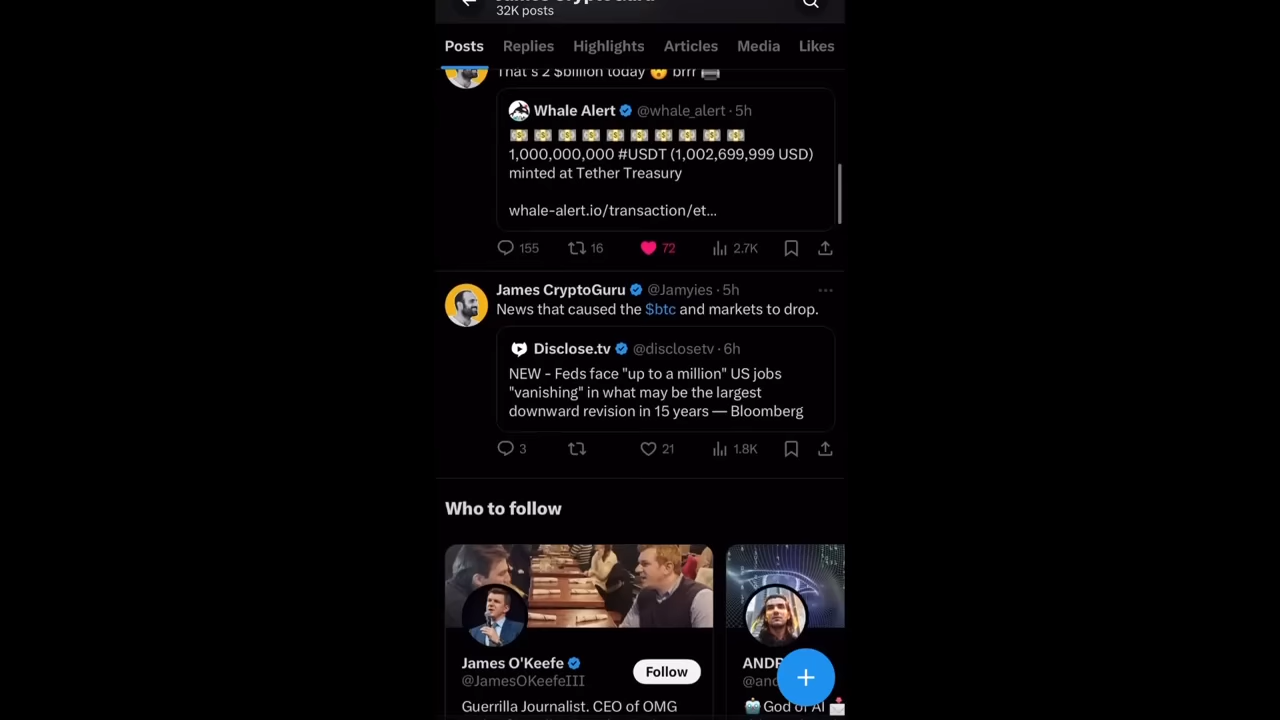 James CryptoGuru
32K posts
Posts Replies Highlights Articles Media Likes
That's 2 $billion today 😮 brrr
Whale Alert @whale_alert · 5h
1,000,000,000 #USDT (1,002,699,999 USD)
minted at Tether Treasury
whale-alert.io/transaction/et...
155 16 72 2.7K
James CryptoGuru @Jamyies · 5h
News that caused the $btc and markets to drop.
Disclose.tv @disclosetv · 6h
NEW - Feds face "up to a million" US jobs
"vanishing" in what may be the largest
downward revision in 15 years — Bloomberg
3 21 1.8K
Who to follow
James O'Keefe
Follow
@JamesOKeefeIII
Guerrilla Journalist. CEO of OMG
ANDR
@and
God of AI